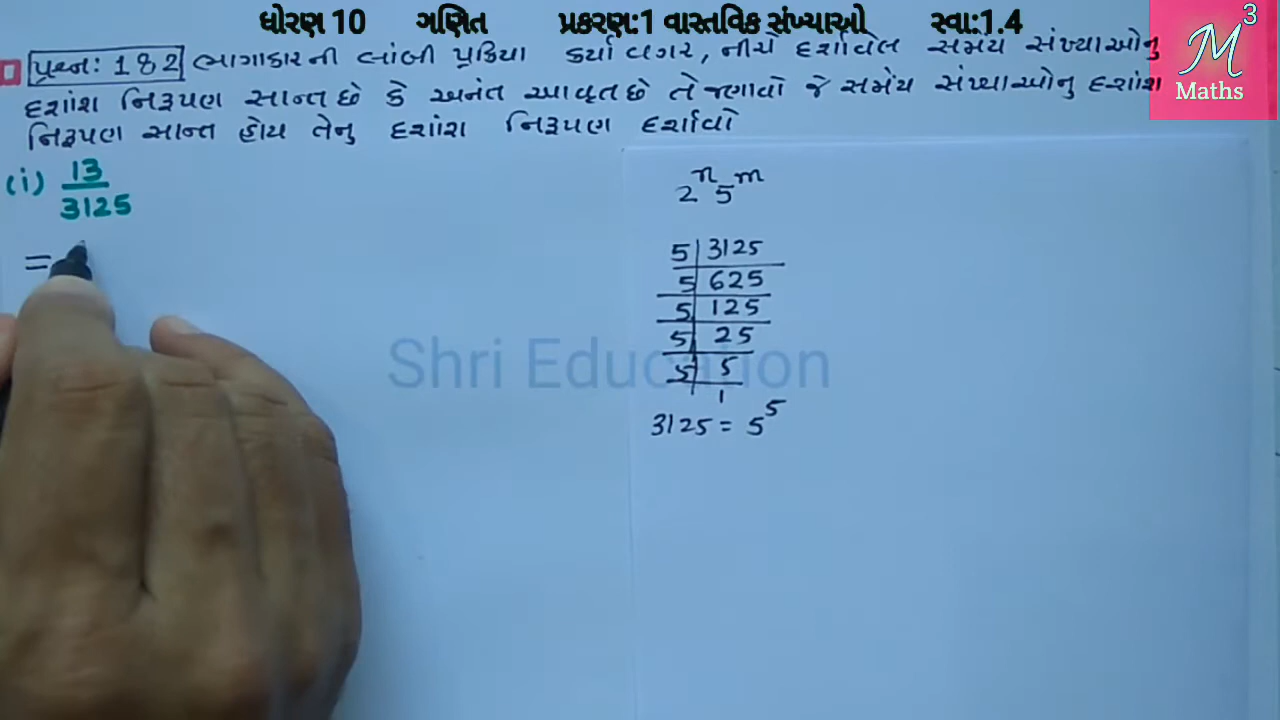 ધોરણ 10 ગણિત પ્રકરણ:1 વાસ્તવિક સંખ્યાઓ સ્વા:1.4
M³
Maths
પ્રશ્ન: 1&2 ભાગાકારની લાંબી પ્રક્રિયા કર્યા વગર, નીચે દર્શાવેલ સંમેય સંખ્યાઓનુ
દશાંશ નિરૂપણ સાન્ત છે કે અનંત આવૃત છે તે જણાવો જે સંમેય સંખ્યાઓનુ દશાંશ
નિરૂપણ સાન્ત હોય તેનુ દશાંશ નિરૂપણ દર્શાવો
(i) 13
3125
=
2ⁿ5ᵐ
5 | 3125
5 | 625
5 | 125
5 | 25
5 | 5
1
3125 = 5⁵
Shri Education